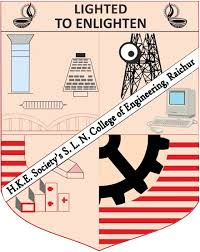 LIGHTED
TO ENLIGHTEN
H.K.E. Society's S. L. N. College of Engineering, Raichur